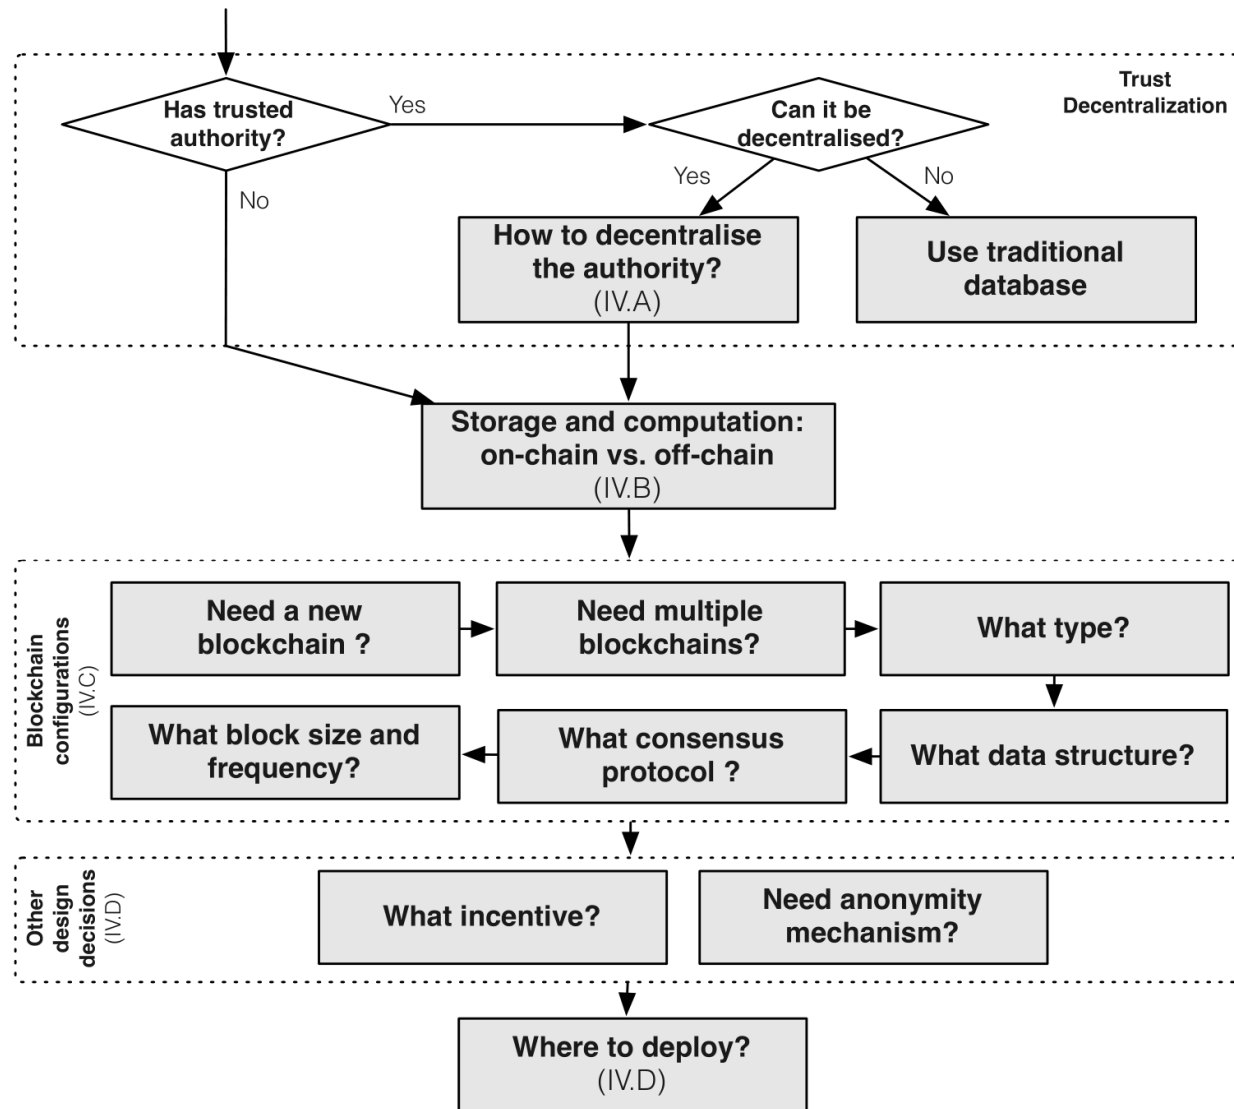 Trust
Decentralization
Has trusted
authority?
Yes
Can it be
decentralised?
No
Yes
No
How to decentralise
the authority?
(IV.A)
Use traditional
database
Storage and computation:
on-chain vs. off-chain
(IV.B)
Blockchain
configurations
(IV.C)
Need a new
blockchain ?
Need multiple
blockchains?
What type?
What data structure?
What consensus
protocol ?
What block size and
frequency?
Other
design
decisions
(IV.D)
What incentive?
Need anonymity
mechanism?
Where to deploy?
(IV.D)